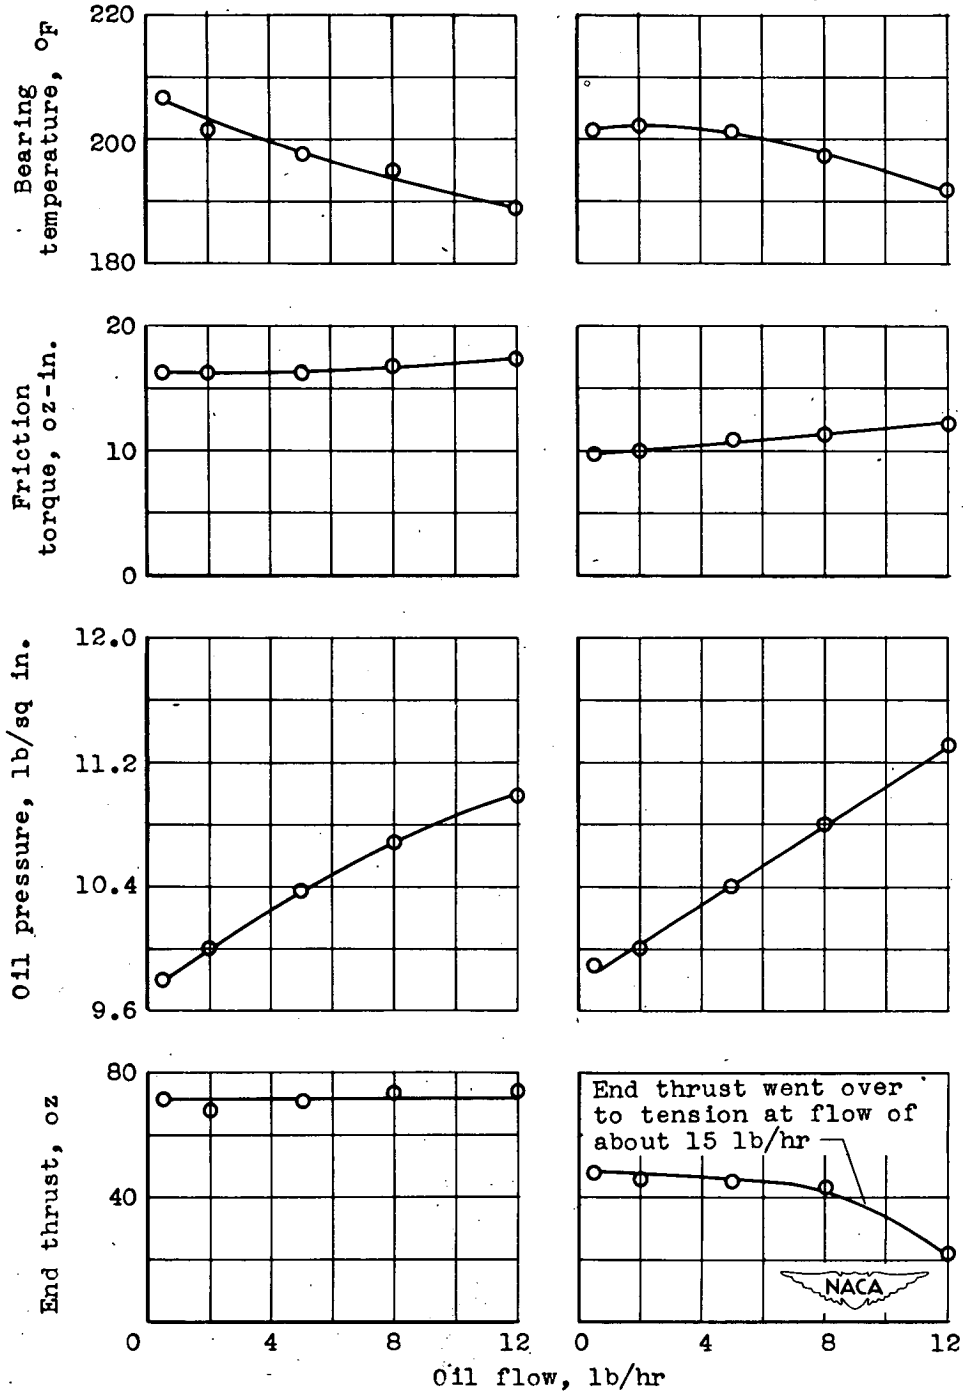 220
200
180
Bearing
temperature, °F
20
10
0
Friction
torque, oz-in.
12.0
11.2
10.4
9.6
Oil pressure, lb/sq in.
80
40
End thrust, oz
End thrust went over
to tension at flow of
about 15 lb/hr
NACA
0 4 8 12 0 4 8 12
Oil flow, lb/hr